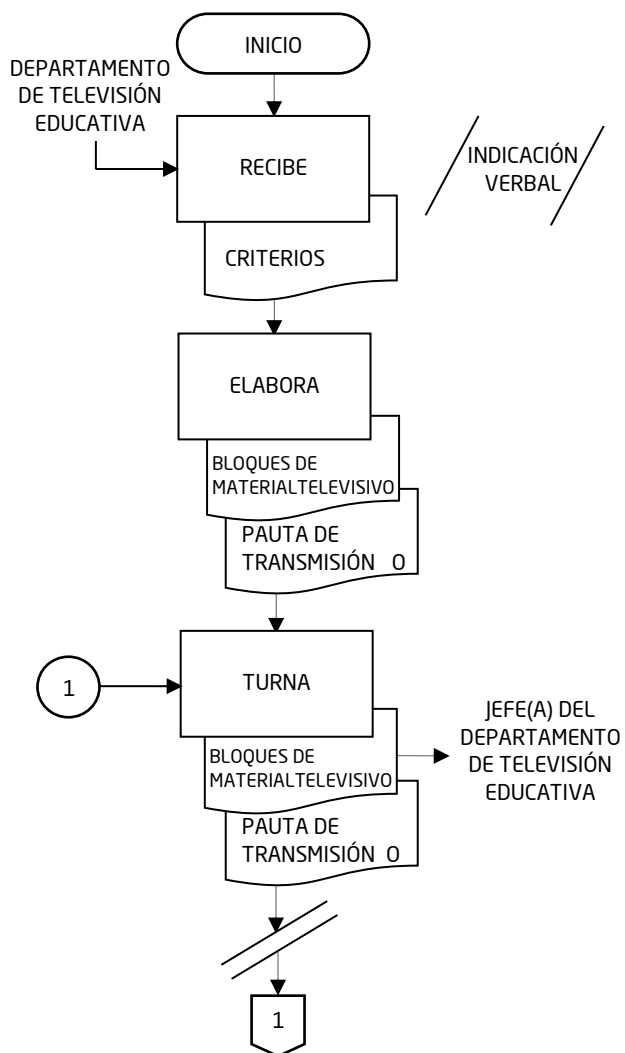 INICIO
DEPARTAMENTO
DE TELEVISIÓN
EDUCATIVA
RECIBE
INDICACIÓN
VERBAL
CRITERIOS
ELABORA
BLOQUES DE
MATERIALTELEVISIVO
PAUTA DE
TRANSMISIÓN O
1
TURNA
BLOQUES DE
MATERIALTELEVISIVO
JEFE(A) DEL
DEPARTAMENTO
DE TELEVISIÓN
EDUCATIVA
PAUTA DE
TRANSMISIÓN O
1